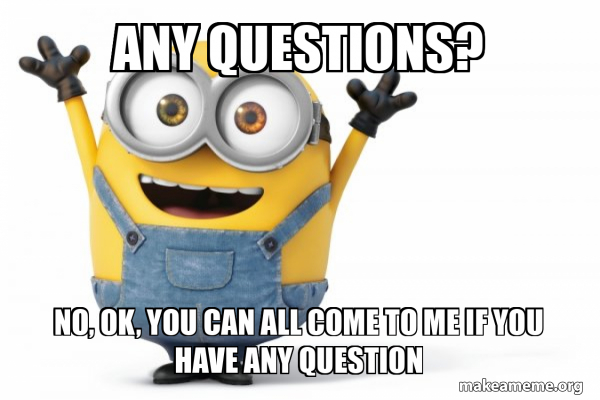 ANY QUESTIONS?
NO, OK, YOU CAN ALL COME TO ME IF YOU
HAVE ANY QUESTION
makeameme.org